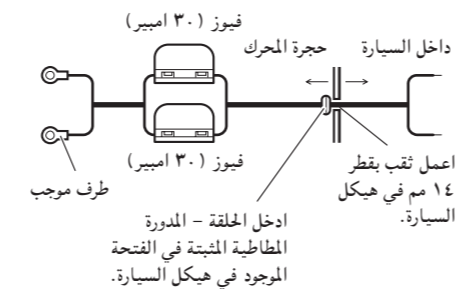 فيوز (٣٠ امبير)
داخل السيارة
حجرة المحرك
فيوز (٣٠ امبير)
طرف موجب
اعمل ثقب بقطر
١٤ مم في هيكل
السيارة.
ادخل الحلقة – المدورة
المطاطية المثبتة في الفتحة
الموجود في هيكل السيارة.